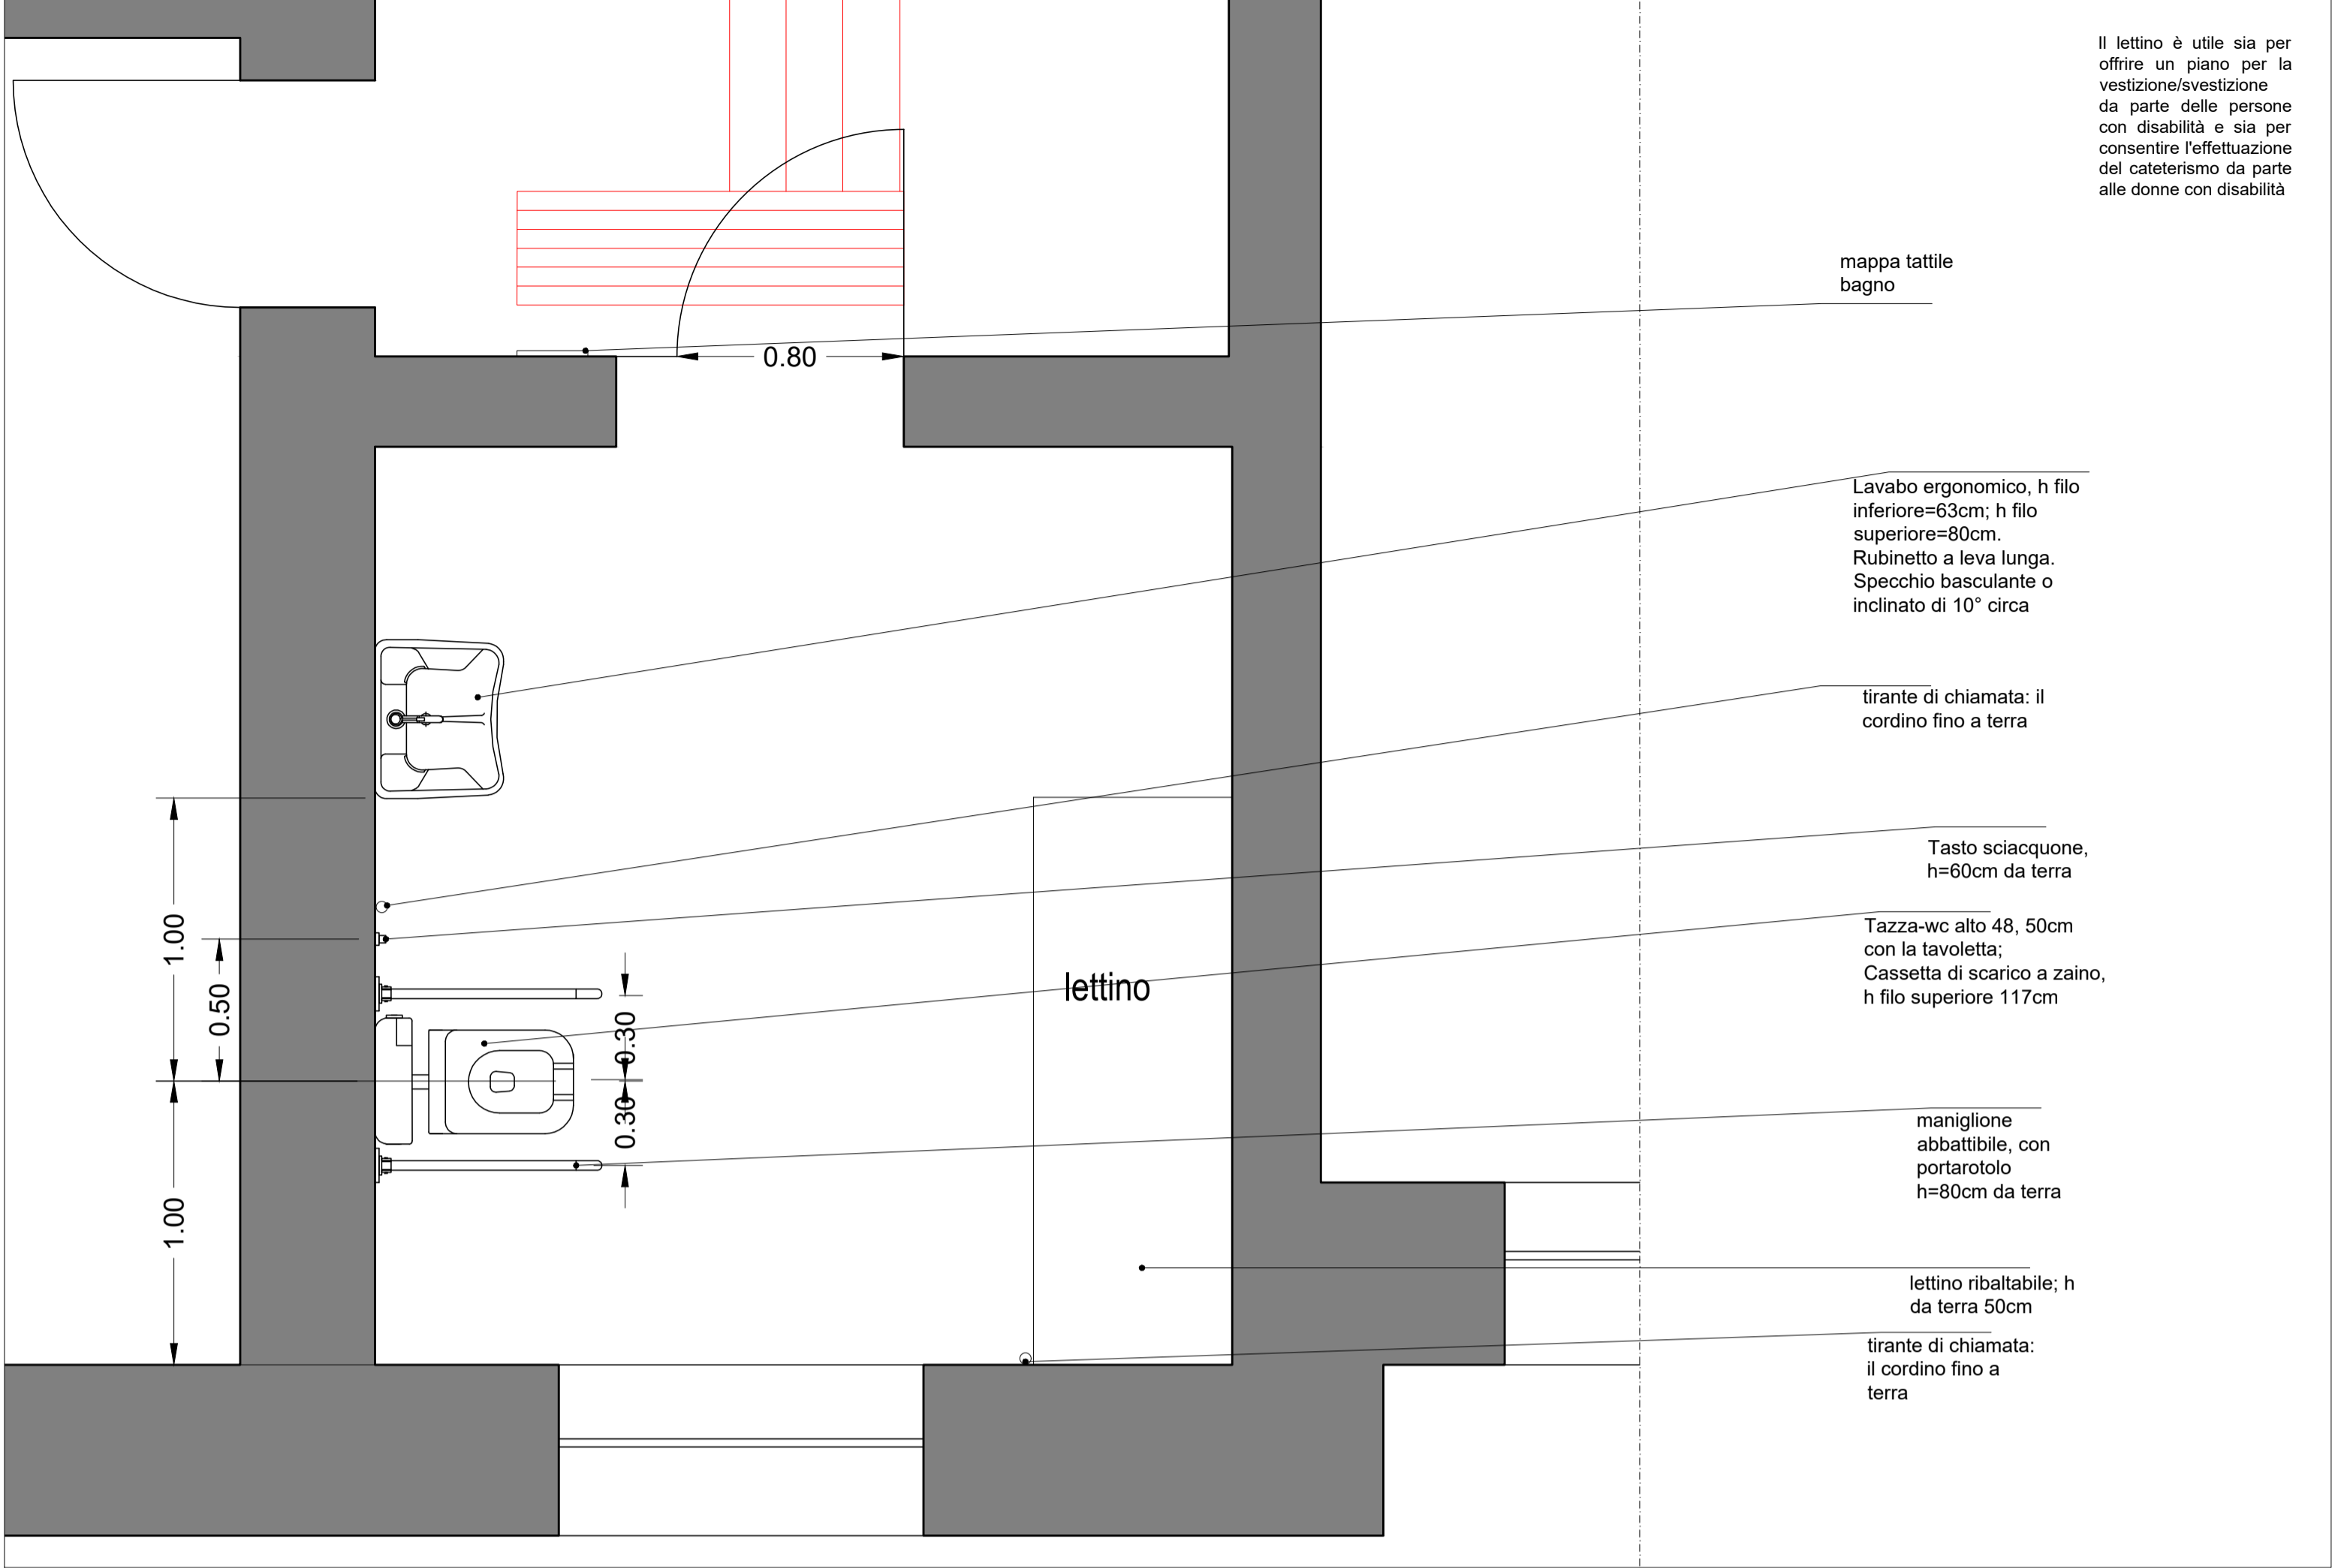 Il lettino è utile sia per
offrire un piano per la
vestizione/svestizione
da parte delle persone
con disabilità e sia per
consentire l'effettuazione
del cateterismo da parte
alle donne con disabilità
mappa tattile
bagno
0.80
Lavabo ergonomico, h filo
inferiore=63cm; h filo
superiore=80cm.
Rubinetto a leva lunga.
Specchio basculante o
inclinato di 10° circa
tirante di chiamata: il
cordino fino a terra
Tasto sciacquone,
h=60cm da terra
Tazza-wc alto 48, 50cm
con la tavoletta;
Cassetta di scarico a zaino,
h filo superiore 117cm
1.00
0.50
0.30
lettino
0.30
1.00
maniglione
abbattibile, con
portarotolo
h=80cm da terra
lettino ribaltabile; h
da terra 50cm
tirante di chiamata:
il cordino fino a
terra